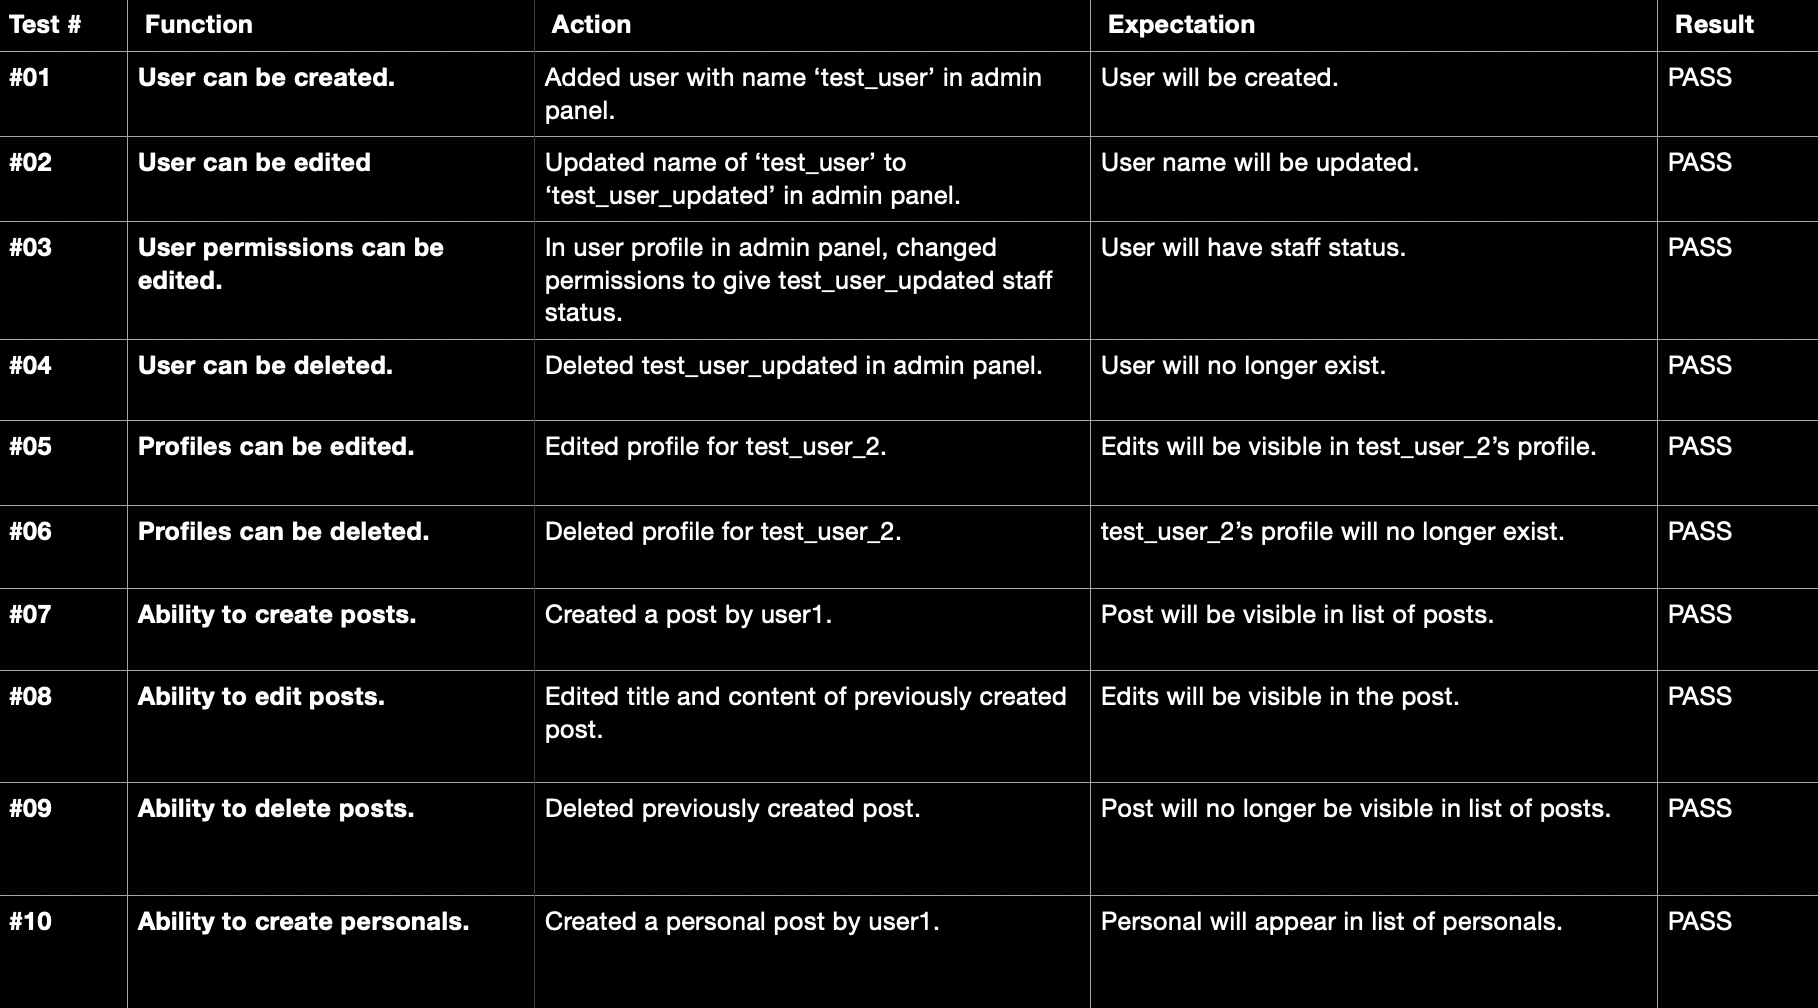 Test # Function Action Expectation Result
#01 User can be created. Added user with name ‘test_user’ in admin User will be created. PASS
panel.
#02 User can be edited Updated name of ‘test_user’ to User name will be updated. PASS
‘test_user_updated’ in admin panel.
#03 User permissions can be In user profile in admin panel, changed User will have staff status. PASS
edited. permissions to give test_user_updated staff
status.
#04 User can be deleted. Deleted test_user_updated in admin panel. User will no longer exist. PASS
#05 Profiles can be edited. Edited profile for test_user_2. Edits will be visible in test_user_2’s profile. PASS
#06 Profiles can be deleted. Deleted profile for test_user_2. test_user_2’s profile will no longer exist. PASS
#07 Ability to create posts. Created a post by user1. Post will be visible in list of posts. PASS
#08 Ability to edit posts. Edited title and content of previously created Edits will be visible in the post. PASS
post.
#09 Ability to delete posts. Deleted previously created post. Post will no longer be visible in list of posts. PASS
#10 Ability to create personals. Created a personal post by user1. Personal will appear in list of personals. PASS